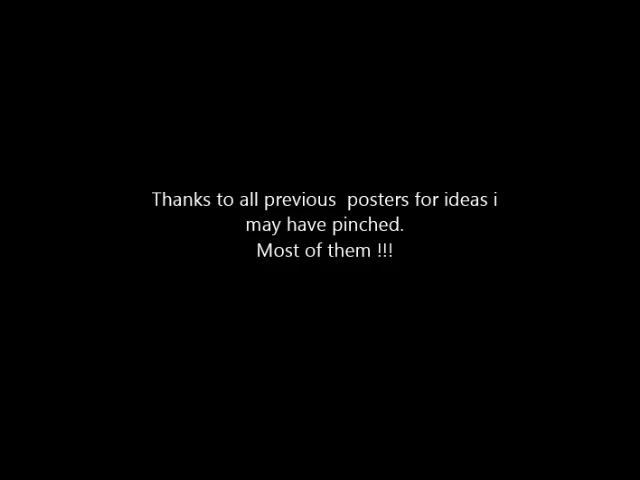 Thanks to all previous  posters for ideas i
may have pinched.
Most of them !!!